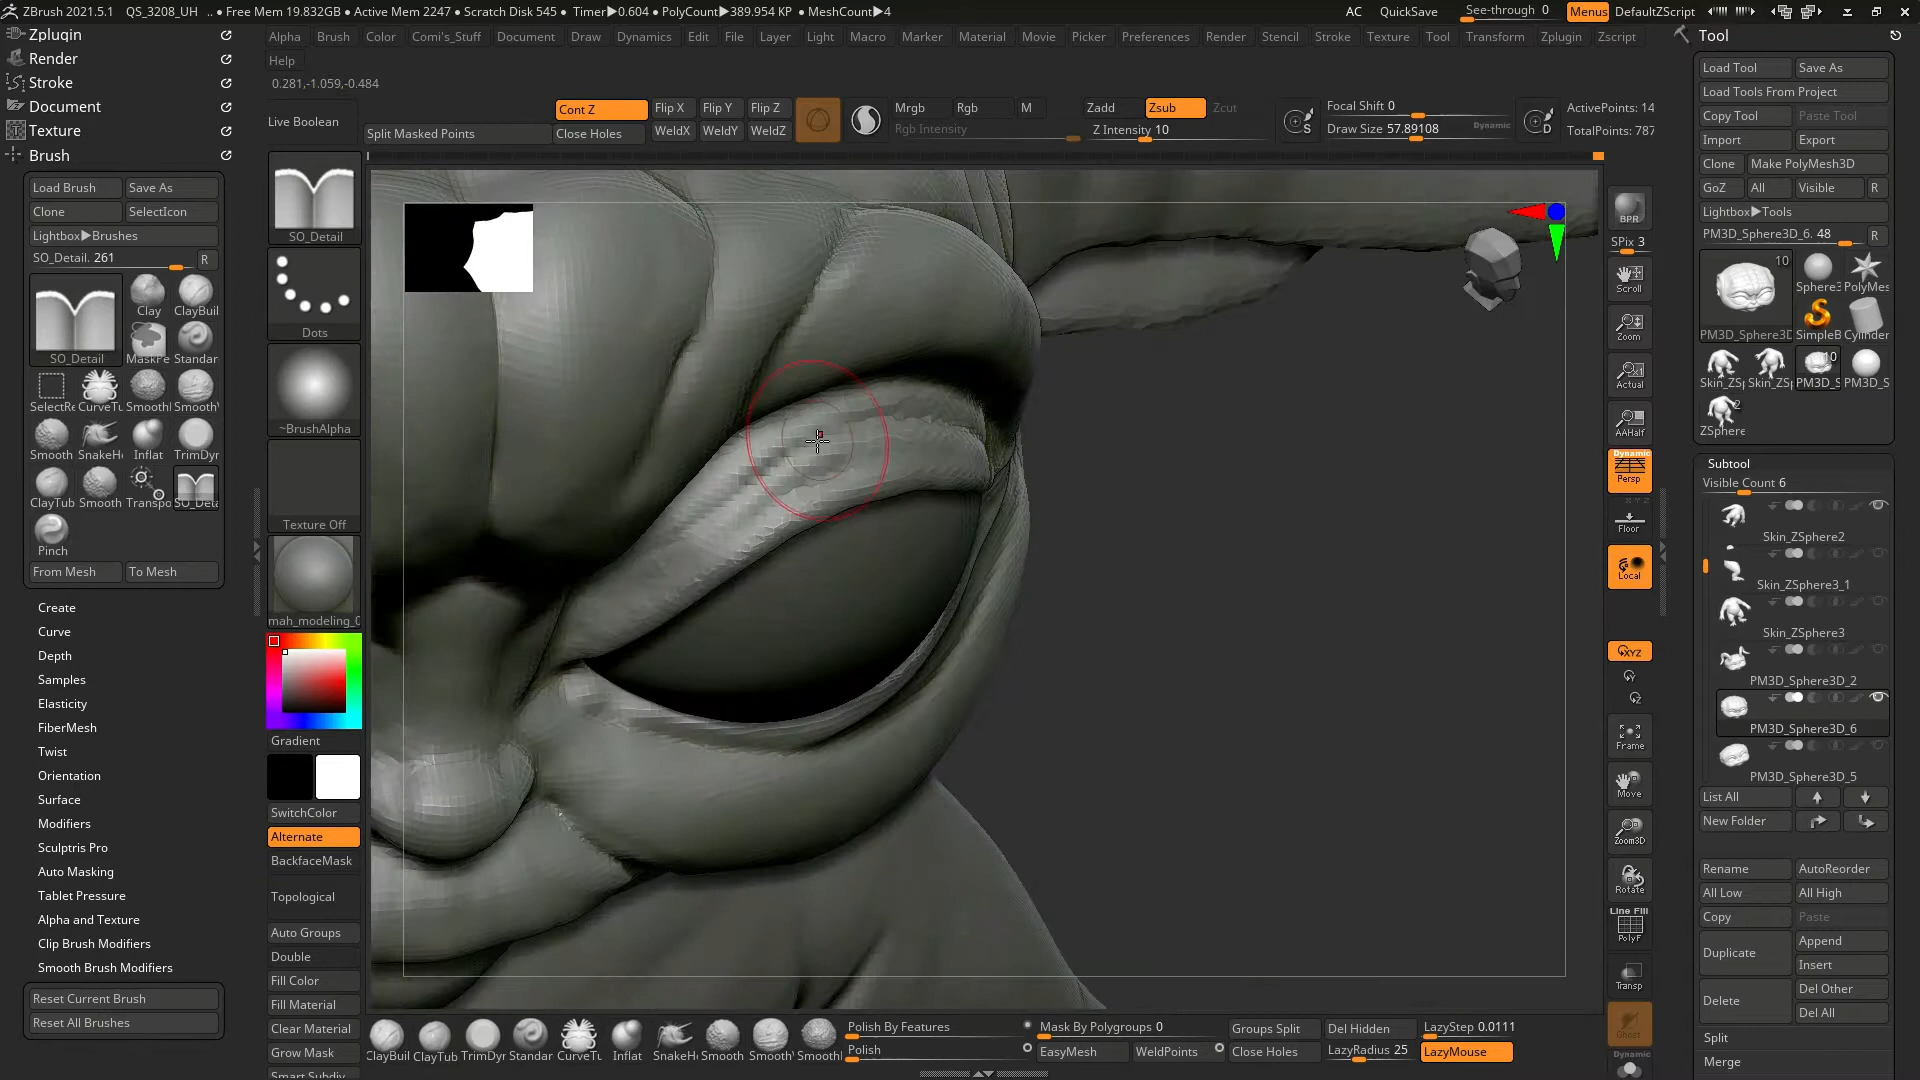 ZBrush 2021.5.1 QS_3208_UH .. • Free Mem 19.832GB • Active Mem 2247 • Scratch Disk 545 • Timer▶0.604 • PolyCount▶389.954 KP • MeshCount▶4 AC QuickSave See-through 0 Menus DefaultZScript
Alpha Brush Color Comi's_Stuff Document Draw Dynamics Edit File Layer Light Macro Marker Material Movie Picker Preferences Render Stencil Stroke Texture Tool Transform Zplugin Zscript
Help
0.281,-1.059,-0.484
Zplugin
Render
Stroke
Document
Texture
Brush
Load Brush Save As
Clone SelectIcon
Lightbox▶Brushes
SO_Detail. 261 R
SO_Detail Clay ClayBuil
MaskPe Standar
SelectRe CurveTu Smooth SmoothV
Smooth SnakeHo Inflat TrimDyr
ClayTub Smooth Transpo SO_Deta
Pinch
From Mesh To Mesh
Create
Curve
Depth
Samples
Elasticity
FiberMesh
Twist
Orientation
Surface
Modifiers
Sculptris Pro
Auto Masking
Tablet Pressure
Alpha and Texture
Clip Brush Modifiers
Smooth Brush Modifiers
Reset Current Brush
Reset All Brushes
Live Boolean
Split Masked Points
Cont Z
Close Holes
Flip X Flip Y Flip Z
WeldX WeldY WeldZ
Mrgb Rgb M
Rgb Intensity
Zadd Zsub Zcut
Z Intensity 10
S
Focal Shift 0
Draw Size 57.89108 Dynamic
D
ActivePoints: 14
TotalPoints: 787
SO_Detail
Dots
~BrushAlpha
Texture Off
mah_modeling_0
Gradient
SwitchColor
Alternate
BackfaceMask
Topological
Auto Groups
Double
Fill Color
Fill Material
Clear Material
Grow Mask
Smart Subdiv
BPR
SPix 3
Scroll
Zoom
Actual
AAHalf
Dynamic
Persp
X Y Z
Floor
Local
XYZ
Y
Z
Frame
Move
Zoom3D
Rotate
Line Fill
PolyF
Transp
Ghost
Dynamic
Tool
Load Tool Save As
Load Tools From Project
Copy Tool Paste Tool
Import Export
Clone Make PolyMesh3D
GoZ All Visible R
Lightbox▶Tools
PM3D_Sphere3D_6. 48 R
10
PM3D_Sphere3D Sphere3 PolyMes
SimpleB Cylinder
10
Skin_ZSp Skin_ZSp PM3D_S PM3D_S
2
ZSphere
Subtool
Visible Count 6
Skin_ZSphere2
Skin_ZSphere3_1
Skin_ZSphere3
PM3D_Sphere3D_2
PM3D_Sphere3D_6
PM3D_Sphere3D_5
List All
New Folder
Rename AutoReorder
All Low All High
Copy Paste
Duplicate Append
Insert
Delete Del Other
Del All
Split
Merge
ClayBuil ClayTub TrimDyr Standar CurveTu Inflat SnakeHo Smooth SmoothV Smooth
Polish By Features
Polish
Mask By Polygroups 0
EasyMesh WeldPoints
Groups Split Del Hidden LazyStep 0.0111
Close Holes LazyRadius 25 LazyMouse